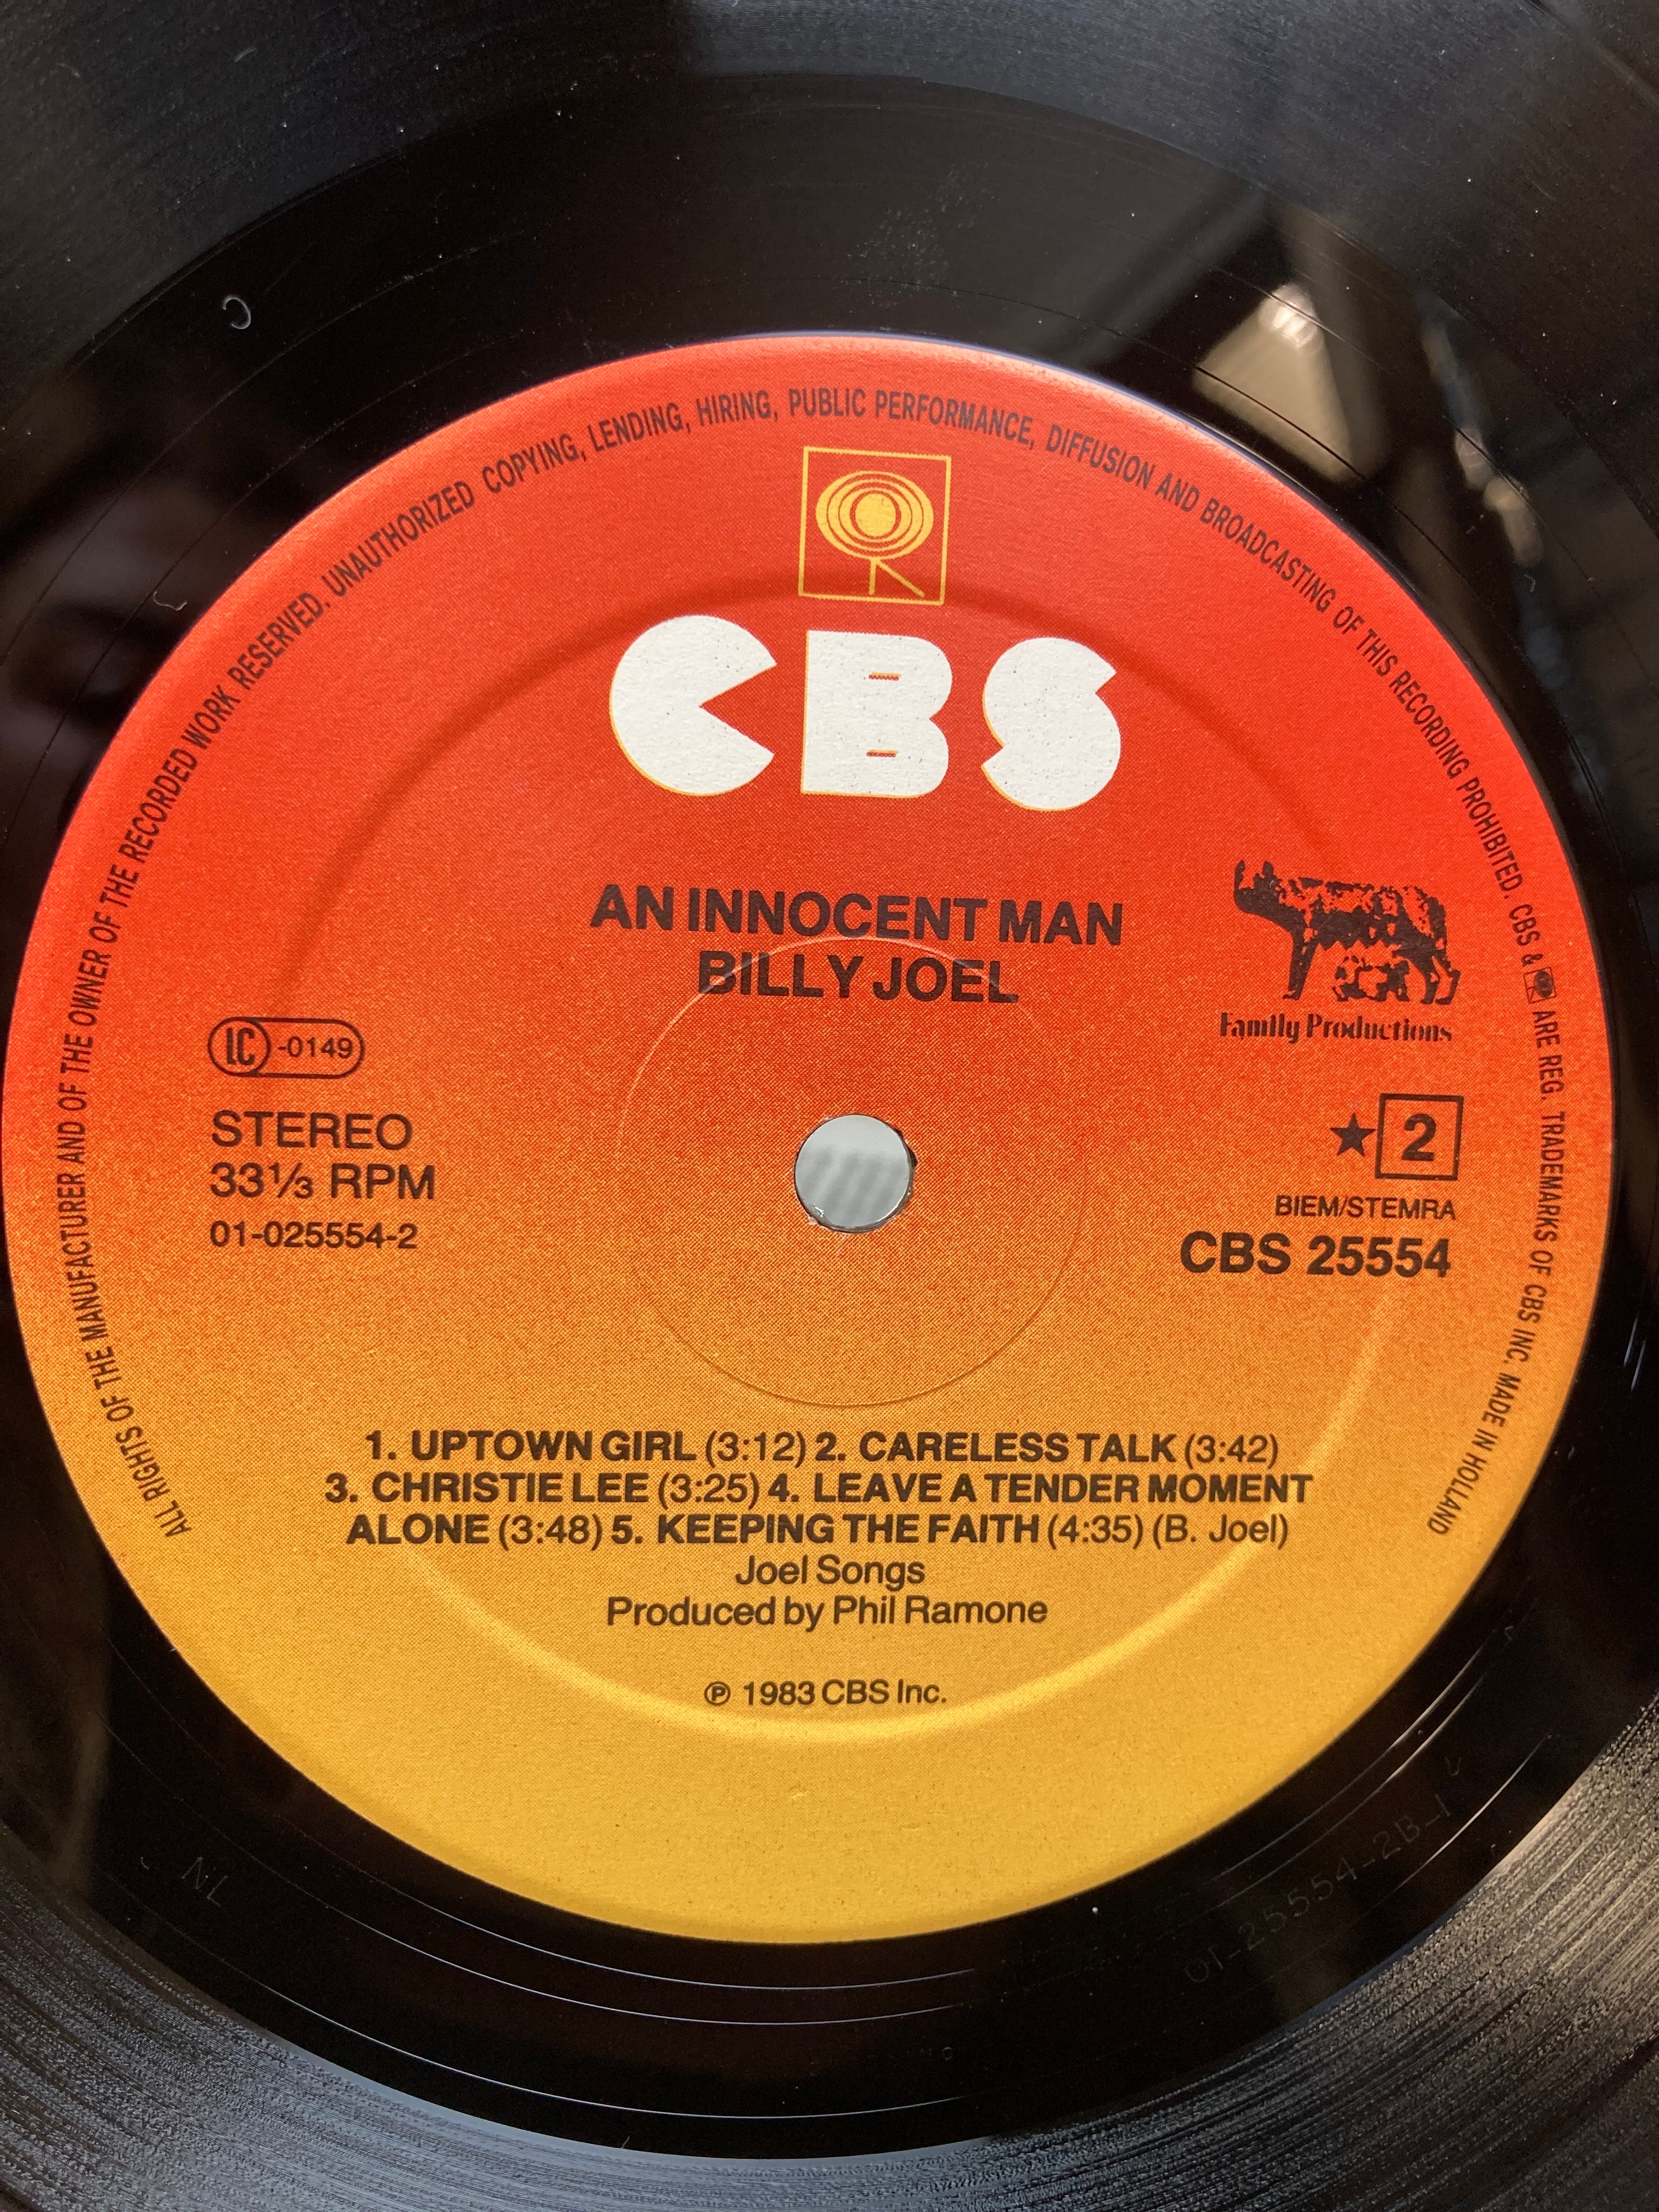 ALL RIGHTS OF THE MANUFACTURER AND OF THE OWNER OF THE RECORDED WORK RESERVED. UNAUTHORIZED COPYING, LENDING, HIRING, PUBLIC PERFORMANCE, DIFFUSION AND BROADCASTING OF THIS RECORDING PROHIBITED. CBS & ARE REG. TRADEMARKS OF CBS INC. MADE IN HOLLAND
CBS
AN INNOCENT MAN
BILLY JOEL
Family Productions
LC -0149
STEREO
33⅓ RPM
01-025554-2
★ 2
BIEM/STEMRA
CBS 25554
1. UPTOWN GIRL (3:12) 2. CARELESS TALK (3:42)
3. CHRISTIE LEE (3:25) 4. LEAVE A TENDER MOMENT
ALONE (3:48) 5. KEEPING THE FAITH (4:35) (B. Joel)
Joel Songs
Produced by Phil Ramone
℗ 1983 CBS Inc.
NL
01-25554-2B-1